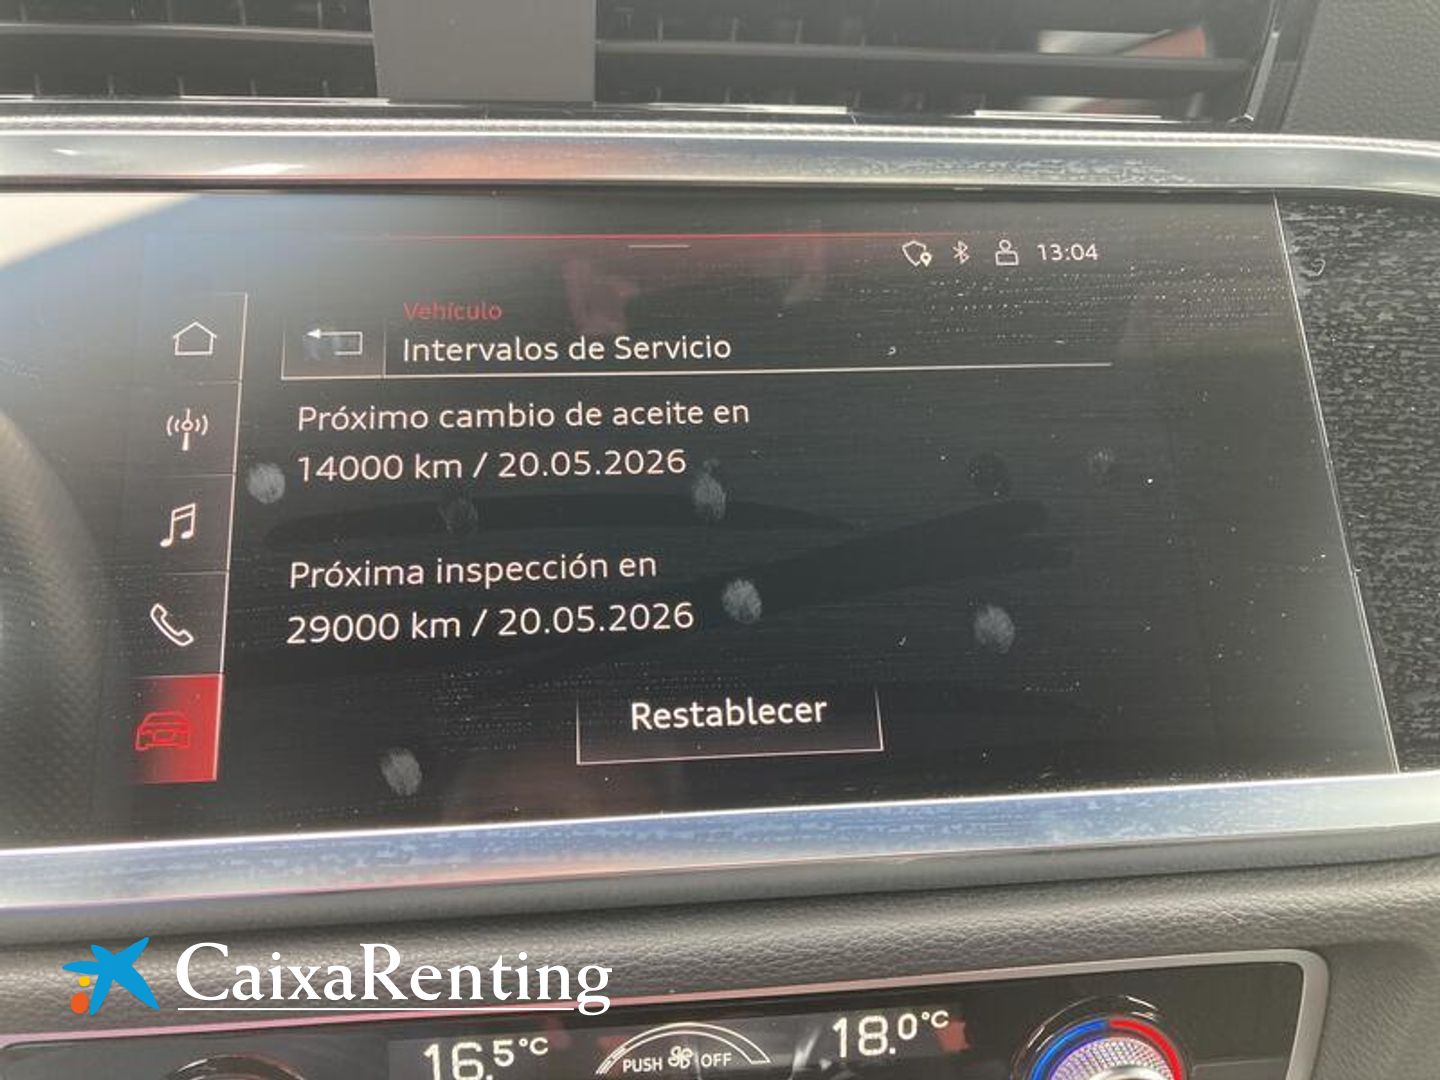 13:04
Vehículo
Intervalos de Servicio
Próximo cambio de aceite en
14000 km / 20.05.2026
Próxima inspección en
29000 km / 20.05.2026
Restablecer
CaixaRenting
16.5°C
PUSH OFF
18.0°C